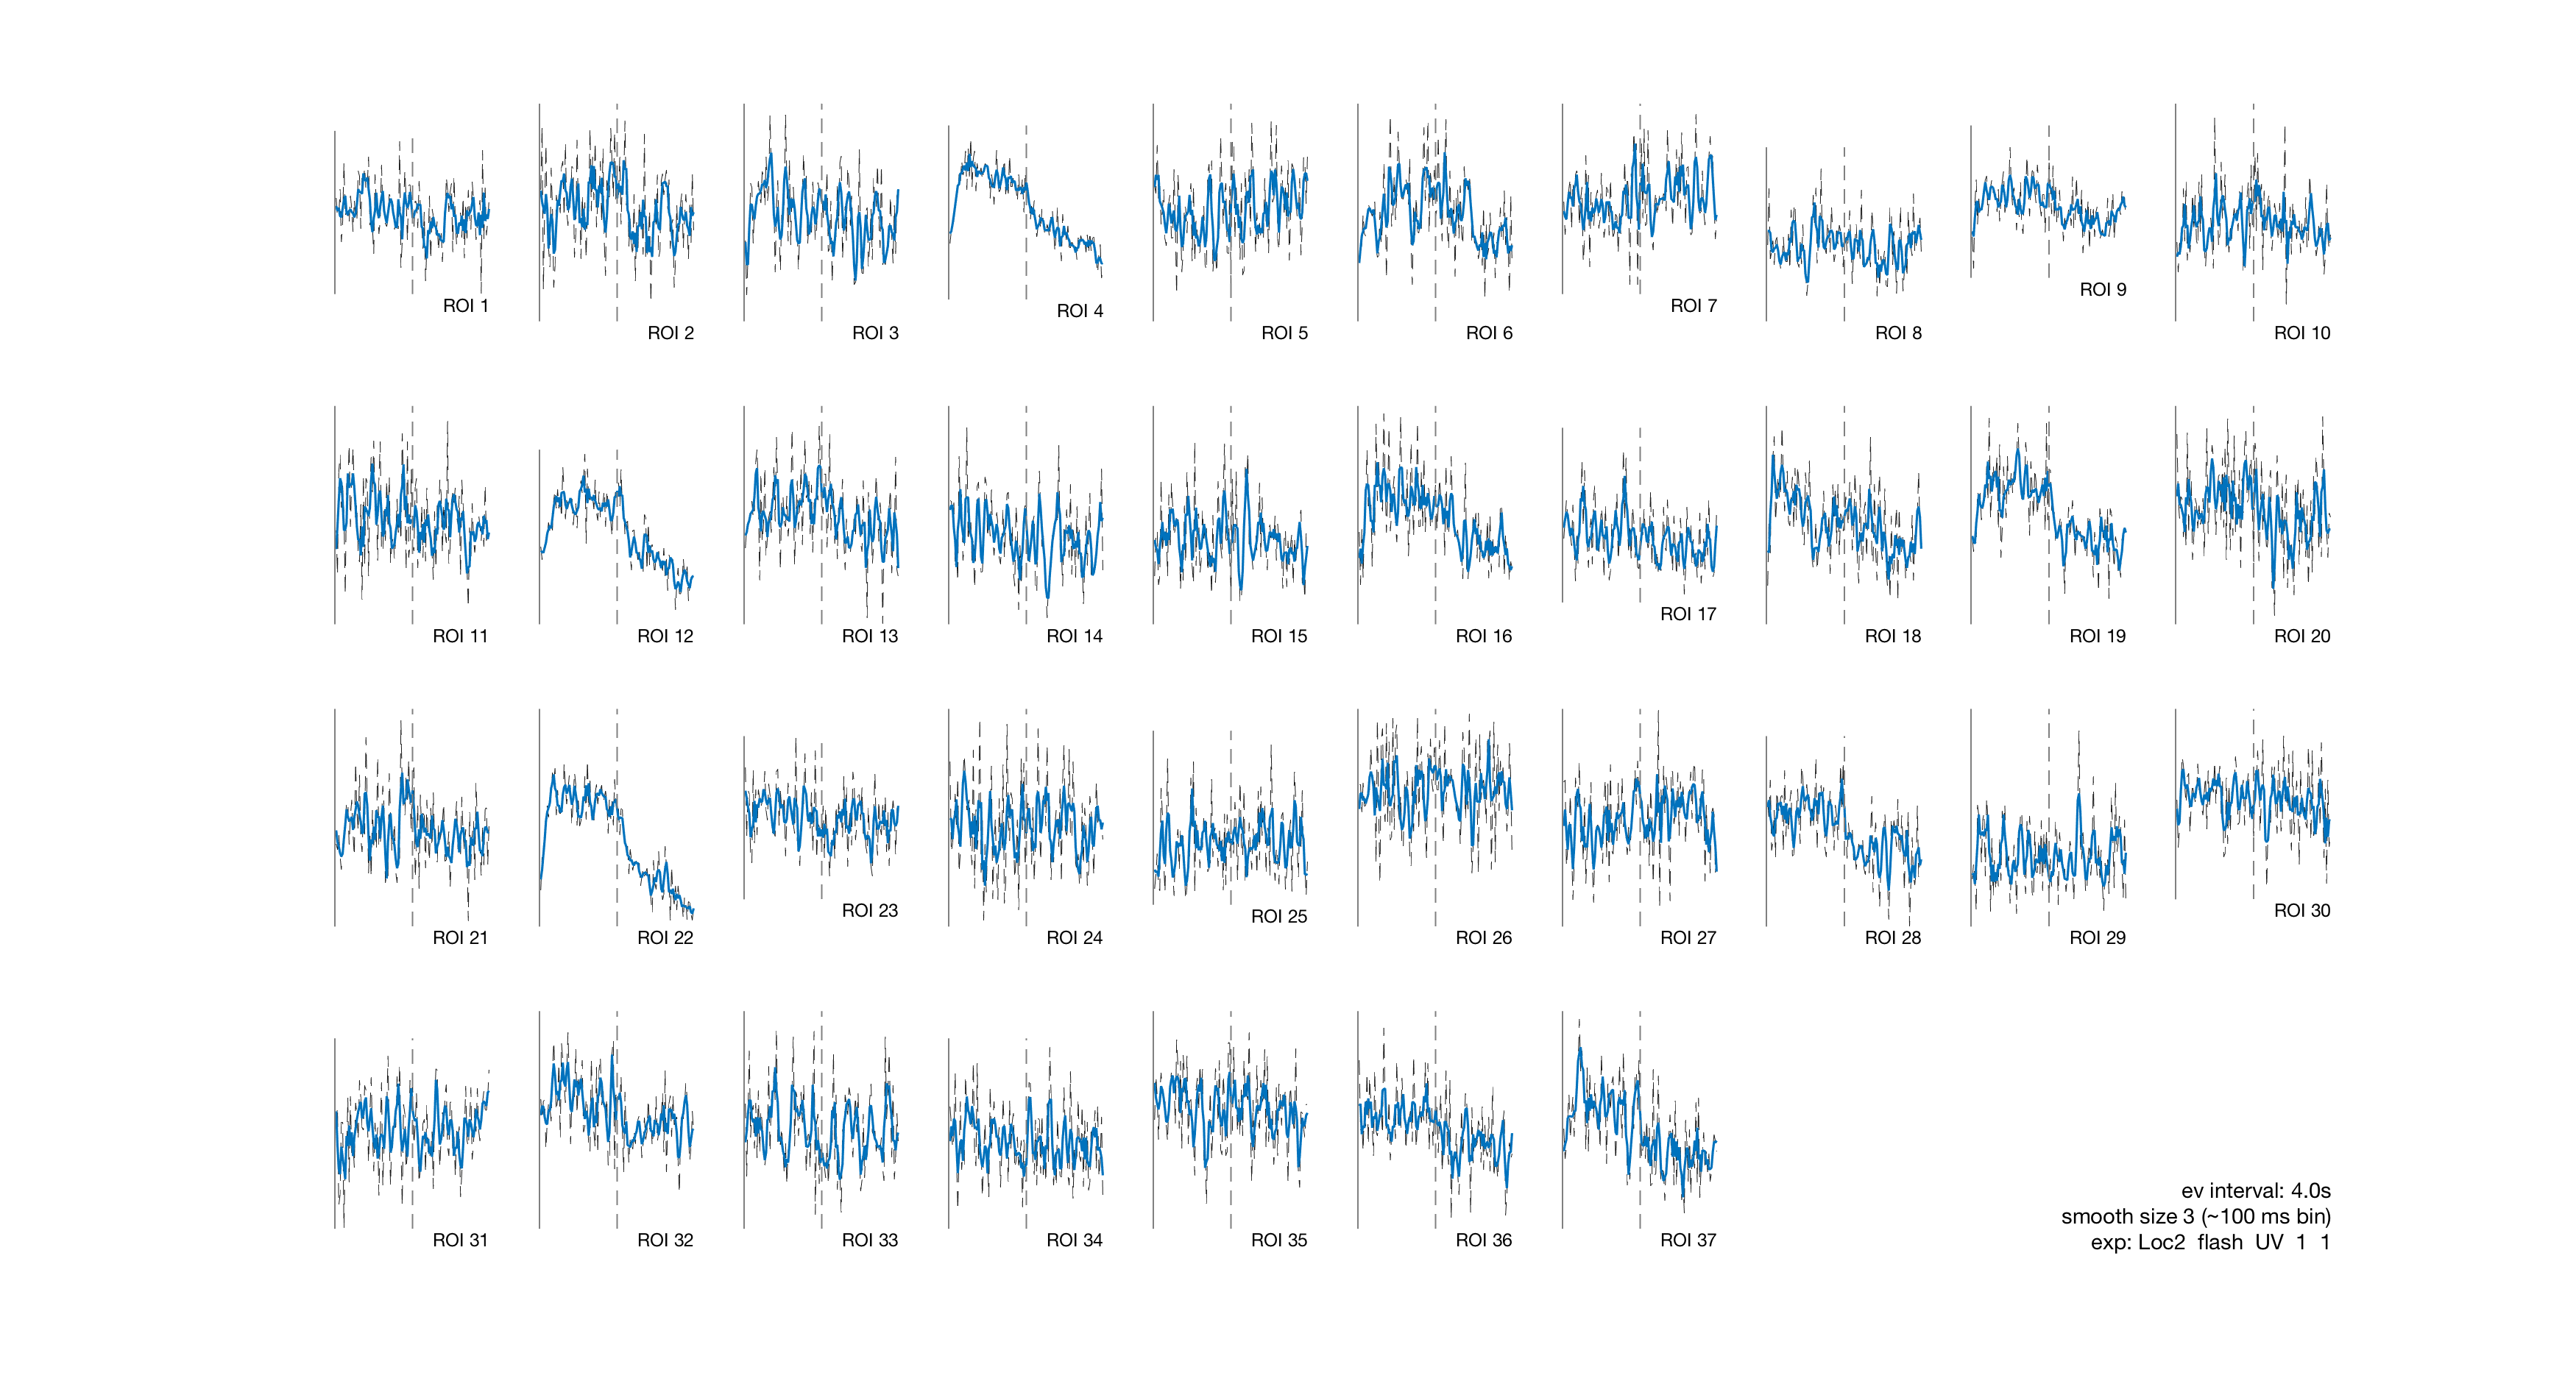 ROI 1
ROI 2
ROI 3
ROI 4
ROI 5
ROI 6
ROI 7
ROI 8
ROI 9
ROI 10
ROI 11
ROI 12
ROI 13
ROI 14
ROI 15
ROI 16
ROI 17
ROI 18
ROI 19
ROI 20
ROI 21
ROI 22
ROI 23
ROI 24
ROI 25
ROI 26
ROI 27
ROI 28
ROI 29
ROI 30
ROI 31
ROI 32
ROI 33
ROI 34
ROI 35
ROI 36
ROI 37
ev interval: 4.0s
smooth size 3 (~100 ms bin)
exp: Loc2 flash UV 1 1